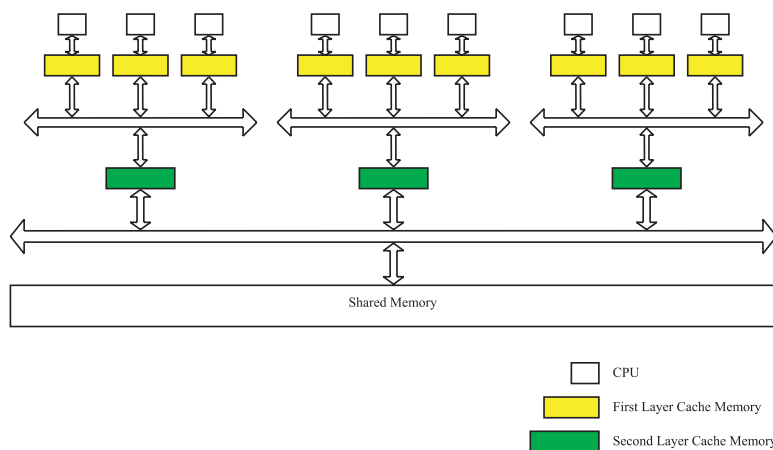 Shared Memory
CPU
First Layer Cache Memory
Second Layer Cache Memory